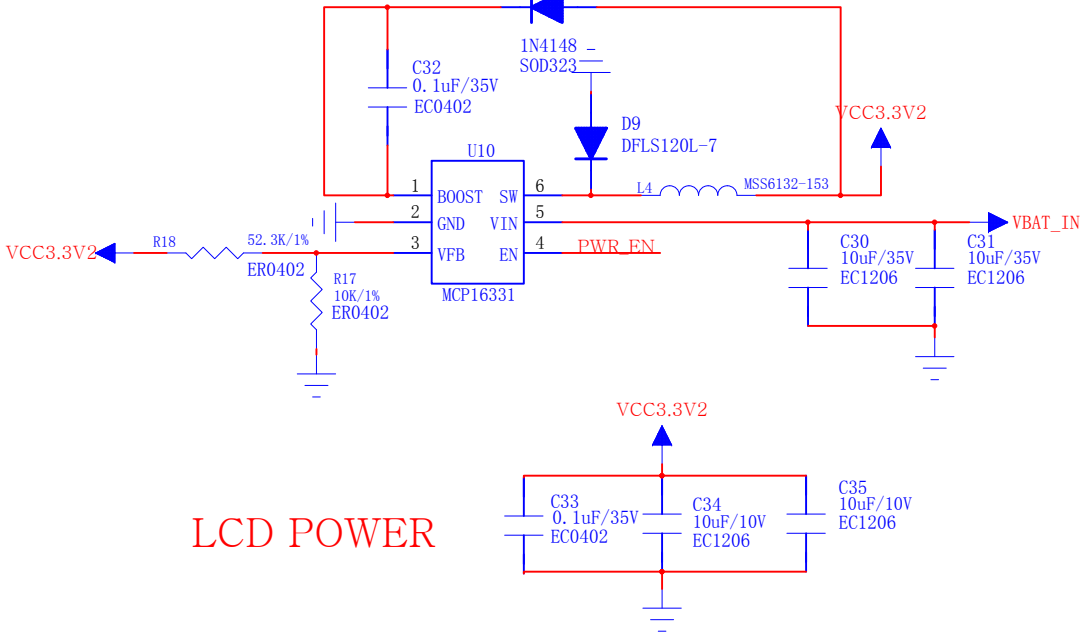 1N4148
SOD323
C32
0.1uF/35V
EC0402
D9
DFLS120L-7
VCC3.3V2
U10
1 BOOST SW 6
2 GND VIN 5
3 VFB EN 4
MCP16331
L4 MSS6132-153
VBAT_IN
PWR_EN
VCC3.3V2
R18 52.3K/1%
ER0402
R17
10K/1%
ER0402
C30
10uF/35V
EC1206
C31
10uF/35V
EC1206
VCC3.3V2
C33
0.1uF/35V
EC0402
C34
10uF/10V
EC1206
C35
10uF/10V
EC1206
LCD POWER